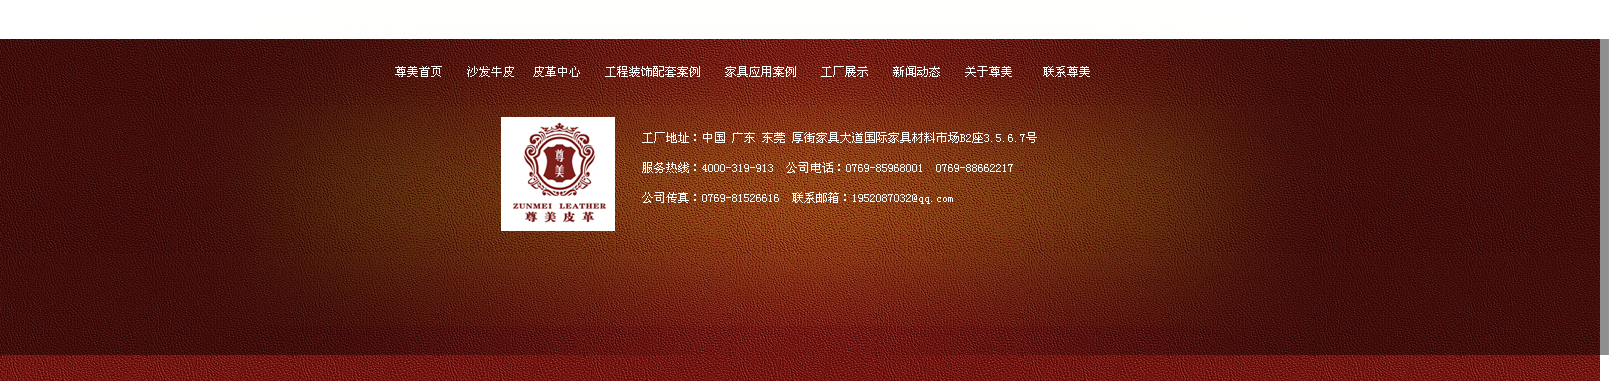 尊美首页 沙发牛皮 皮革中心 工程装饰配套案例 家具应用案例 工厂展示 新闻动态 关于尊美 联系尊美
尊美
ZUNMEI LEATHER
尊美皮革
工厂地址：中国 广东 东莞 厚街家具大道国际家具材料市场B2座3.5.6.7号
服务热线：4000-319-913 公司电话：0769-85968001 0769-88662217
公司传真：0769-81526616 联系邮箱：1952087032@qq.com